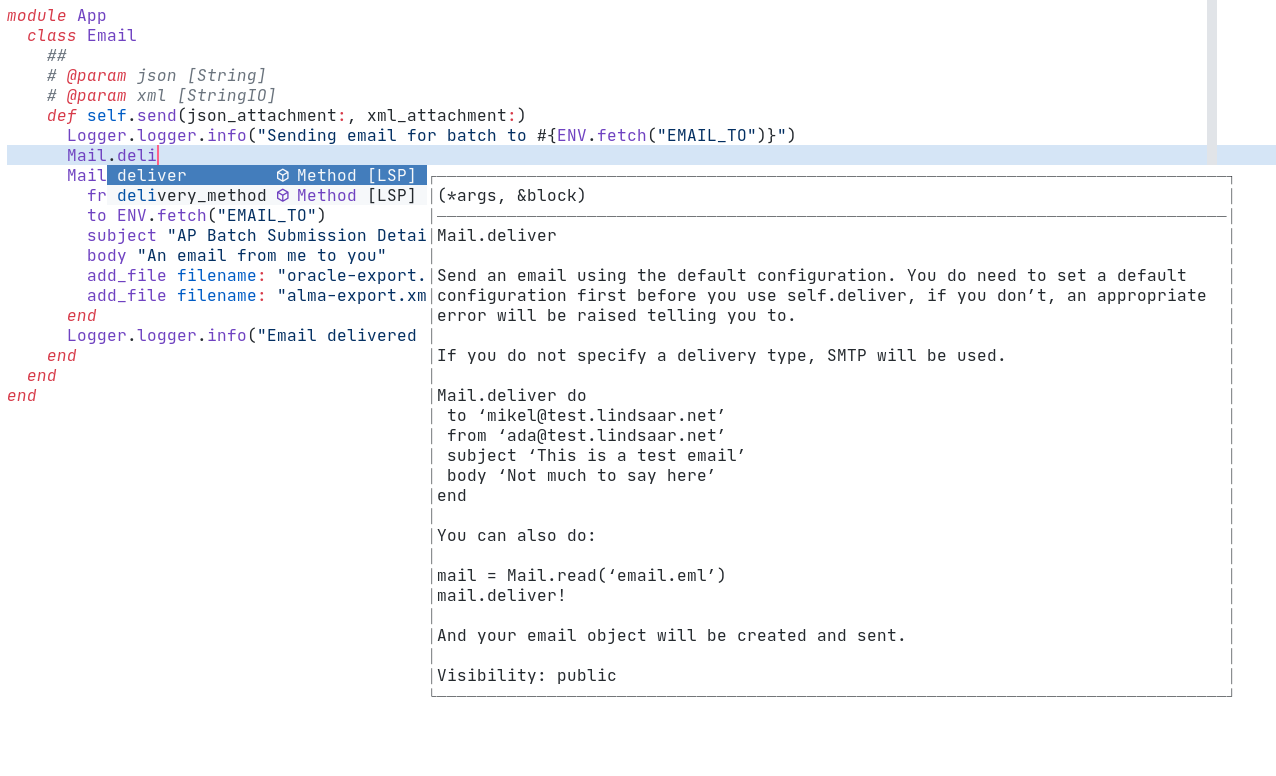 module App
  class Email
    ##
    # @param json [String]
    # @param xml [StringIO]
    def self.send(json_attachment:, xml_attachment:)
      Logger.logger.info("Sending email for batch to #{ENV.fetch("EMAIL_TO")}")
      Mail.deli
      Mail
deliver Method [LSP]
        fr
delivery_method Method [LSP]
        to ENV.fetch("EMAIL_TO")
        subject "AP Batch Submission Detai
        body "An email from me to you"
        add_file filename: "oracle-export.
        add_file filename: "alma-export.xm
      end
      Logger.logger.info("Email delivered
    end
  end
end
(*args, &block)
Mail.deliver
Send an email using the default configuration. You do need to set a default
configuration first before you use self.deliver, if you don’t, an appropriate
error will be raised telling you to.
If you do not specify a delivery type, SMTP will be used.
Mail.deliver do
 to ‘mikel@test.lindsaar.net’
 from ‘ada@test.lindsaar.net’
 subject ‘This is a test email’
 body ‘Not much to say here’
end
You can also do:
mail = Mail.read(‘email.eml’)
mail.deliver!
And your email object will be created and sent.
Visibility: public